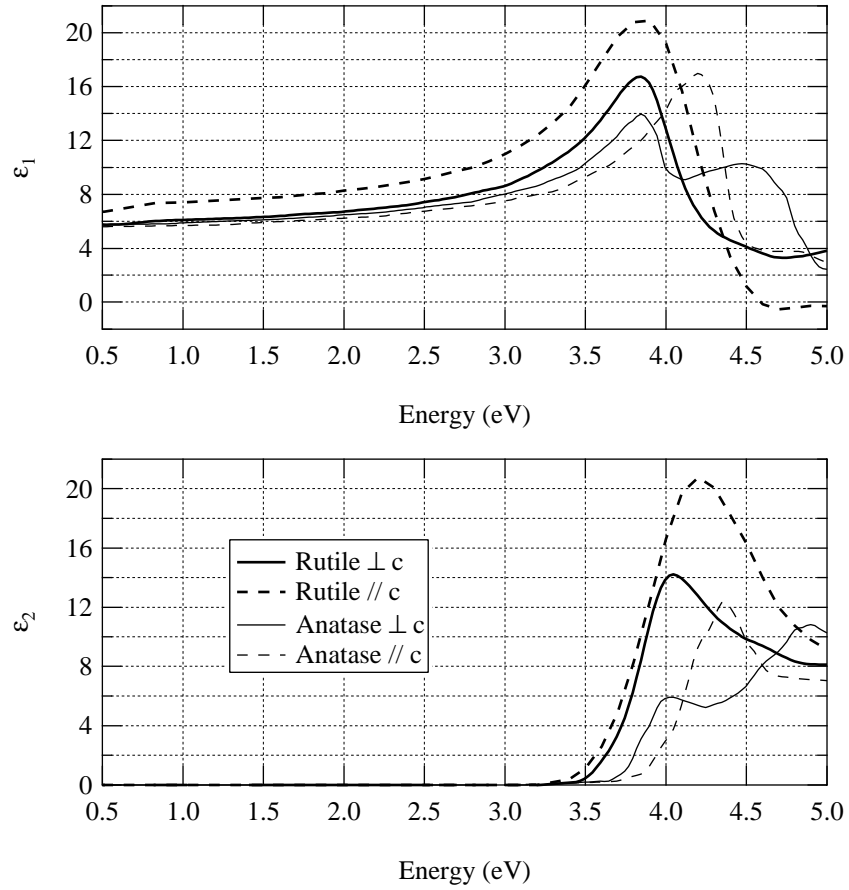 20
16
12
8
4
0
ε1
0.5 1.0 1.5 2.0 2.5 3.0 3.5 4.0 4.5 5.0
Energy (eV)
20
16
12
8
4
0
ε2
Rutile ⊥ c
Rutile // c
Anatase ⊥ c
Anatase // c
0.5 1.0 1.5 2.0 2.5 3.0 3.5 4.0 4.5 5.0
Energy (eV)